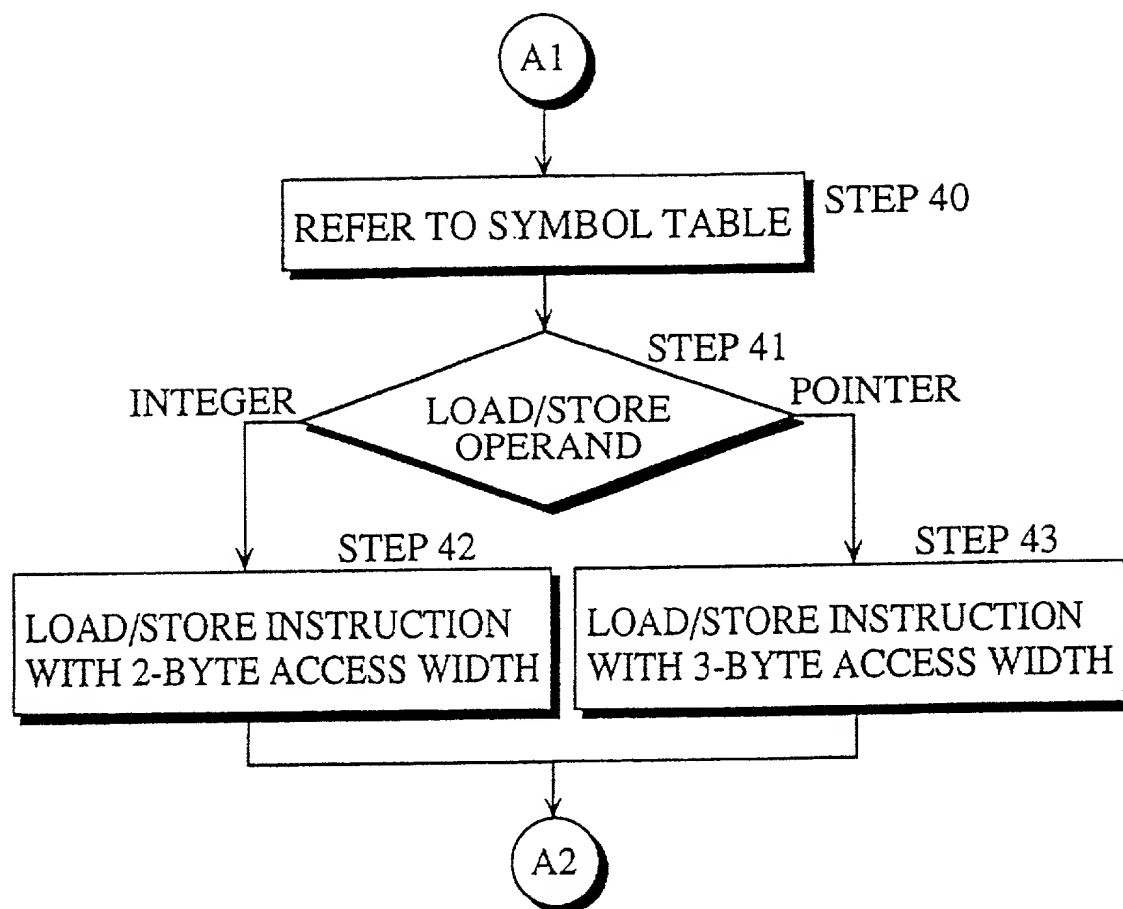 A1
REFER TO SYMBOL TABLE
STEP 40
STEP 41
INTEGER
LOAD/STORE
OPERAND
POINTER
STEP 42
LOAD/STORE INSTRUCTION
WITH 2-BYTE ACCESS WIDTH
STEP 43
LOAD/STORE INSTRUCTION
WITH 3-BYTE ACCESS WIDTH
A2